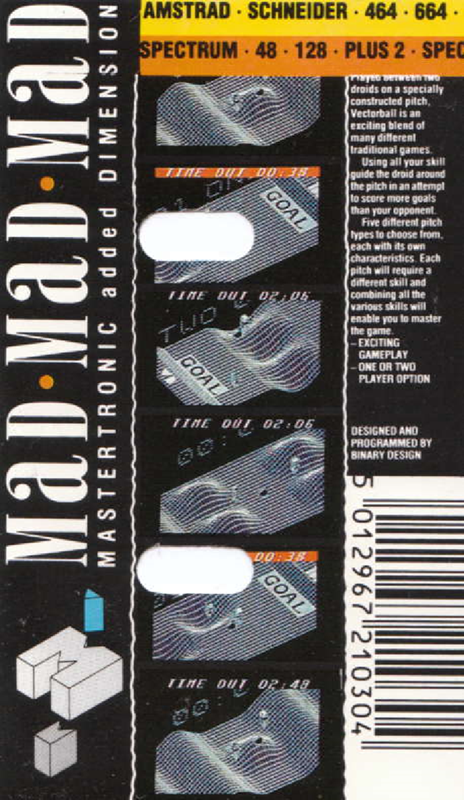 AMSTRAD · SCHNEIDER · 464 · 664 ·
SPECTRUM · 48 · 128 · PLUS 2 · SPEC
MaD • MaD • MaD
MASTERTRONIC added DIMENSION
TIME OUT 00:38
GOAL
TIME OUT 02:06
TWO
GOAL
TIME OUT 02:06
00:38
GOAL
TIME OUT 02:49
Played between two
droids on a specially
constructed pitch,
Vectorball is an
exciting blend of
many different
traditional games.
Using all your skill
guide the droid around
the pitch in an attempt
to score more goals
than your opponent.
Five different pitch
types to choose from,
each with its own
characteristics. Each
pitch will require a
different skill and
combining all the
various skills will
enable you to master
the game.
– EXCITING
GAMEPLAY
– ONE OR TWO
PLAYER OPTION
DESIGNED AND
PROGRAMMED BY
BINARY DESIGN
5 012967 210304